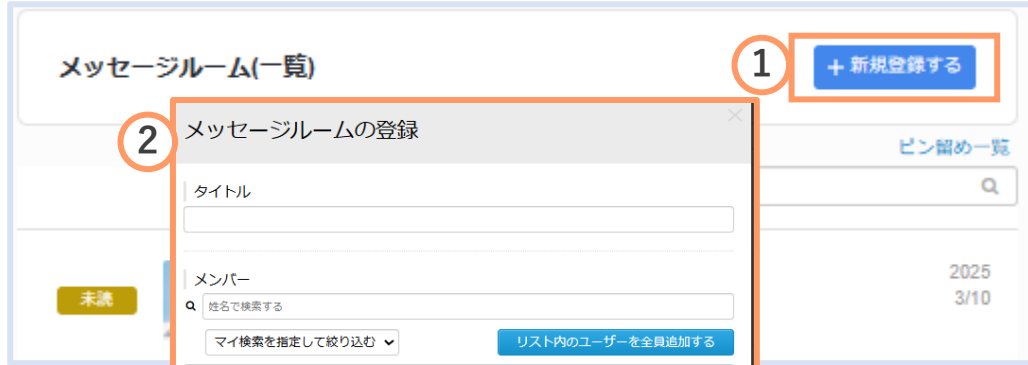 メッセージルーム(一覧)
1
+ 新規登録する
2
メッセージルームの登録
×
ピン留め一覧
タイトル
メンバー
姓名で検索する
マイ検索を指定して絞り込む
リスト内のユーザーを全員追加する
未読
2025
3/10